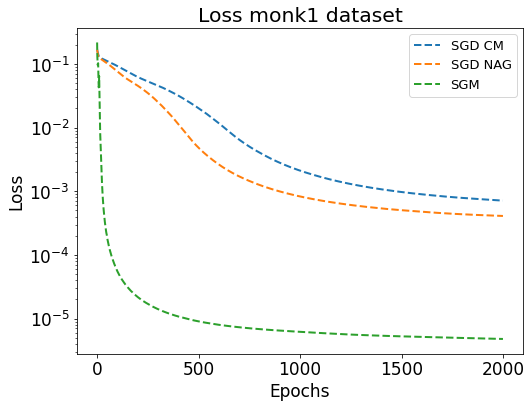 Loss monk1 dataset
SGD CM
SGD NAG
SGM
10⁻¹
10⁻²
10⁻³
10⁻⁴
10⁻⁵
Loss
0 500 1000 1500 2000
Epochs